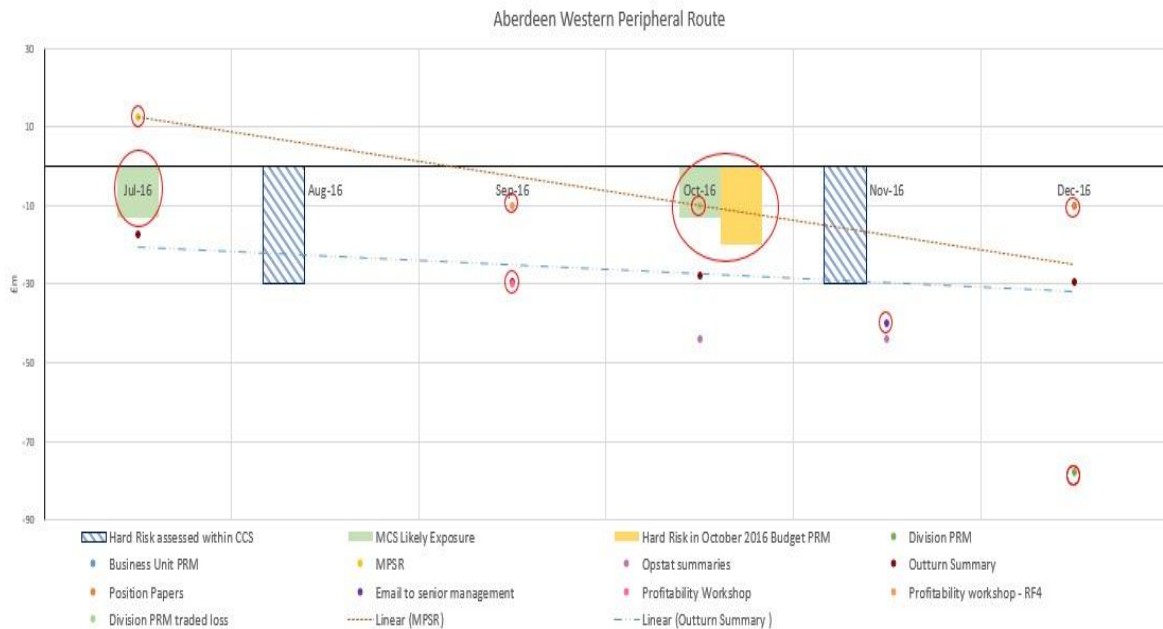 Aberdeen Western Peripheral Route
30
10
Jul-16 Aug-16 Sep-16 Oct-16 Nov-16 Dec-16
-10
-30
-50
-70
-90
£m
Hard Risk assessed within CCS MCS Likely Exposure Hard Risk in October 2016 Budget PRM Division PRM
Business Unit PRM MPSR Opstat summaries Outturn Summary
Position Papers Email to senior management Profitability Workshop Profitability workshop - RF4
Division PRM traded loss Linear (MPSR) Linear (Outturn Summary )